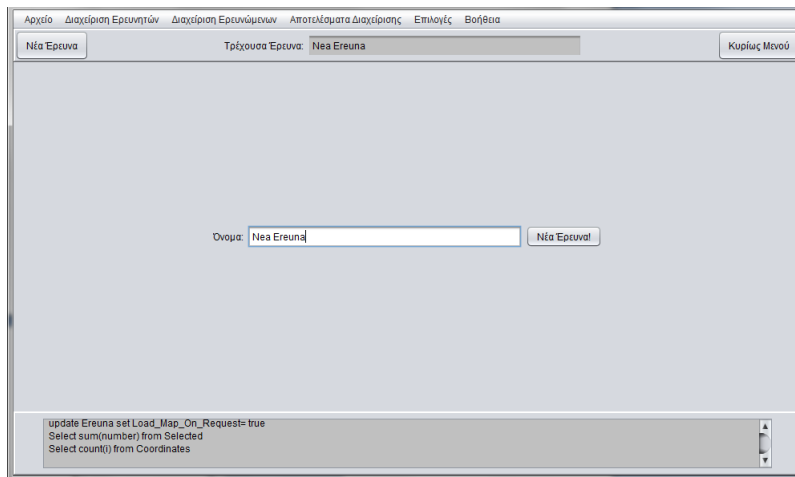 Αρχείο Διαχείριση Ερευνητών Διαχείριση Ερευνώμενων Αποτελέσματα Διαχείρισης Επιλογές Βοήθεια
Νέα Έρευνα Τρέχουσα Έρευνα: Nea Ereuna Κυρίως Μενού
Όνομα: Nea Ereuna Νέα Έρευνα!
update Ereuna set Load_Map_On_Request= true
Select sum(number) from Selected
Select count(i) from Coordinates